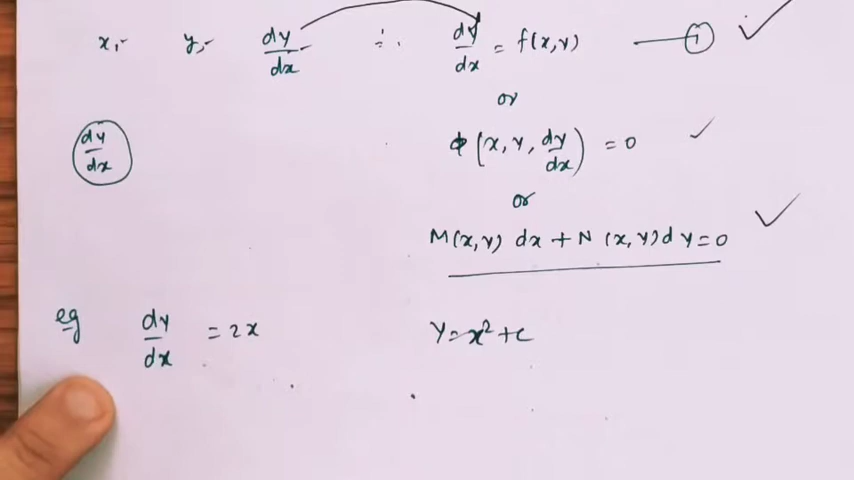 x, y, dy/dx ∴ dy/dx = f(x,y) — 1
or
dy/dx ϕ(x, y, dy/dx) = 0
or
M(x,y) dx + N (x,y) dy = 0
eg dy/dx = 2x y = x² + c